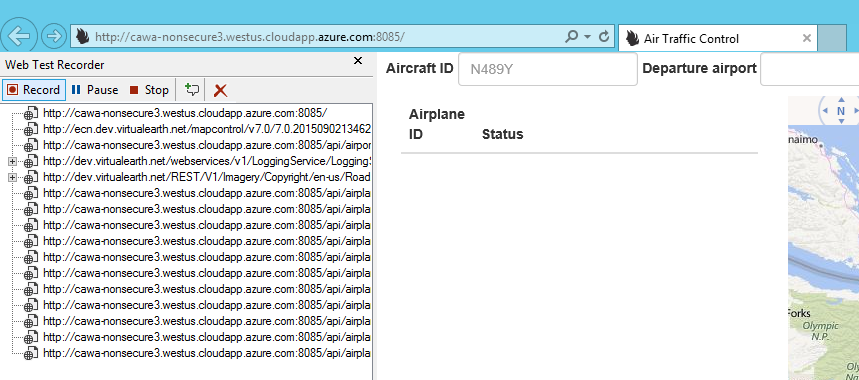 http://cawa-nonsecure3.westus.cloudapp.azure.com:8085/
Air Traffic Control
Web Test Recorder
Record Pause Stop
http://cawa-nonsecure3.westus.cloudapp.azure.com:8085/
http://ecn.dev.virtualearth.net/mapcontrol/v7.0/7.0.2015090213462
http://cawa-nonsecure3.westus.cloudapp.azure.com:8085/api/airpor
http://dev.virtualearth.net/webservices/v1/LoggingService/Logging
http://dev.virtualearth.net/REST/V1/Imagery/Copyright/en-us/Road
http://cawa-nonsecure3.westus.cloudapp.azure.com:8085/api/airpla
http://cawa-nonsecure3.westus.cloudapp.azure.com:8085/api/airpla
http://cawa-nonsecure3.westus.cloudapp.azure.com:8085/api/airpla
http://cawa-nonsecure3.westus.cloudapp.azure.com:8085/api/airpla
http://cawa-nonsecure3.westus.cloudapp.azure.com:8085/api/airpla
http://cawa-nonsecure3.westus.cloudapp.azure.com:8085/api/airpla
http://cawa-nonsecure3.westus.cloudapp.azure.com:8085/api/airpla
http://cawa-nonsecure3.westus.cloudapp.azure.com:8085/api/airpla
http://cawa-nonsecure3.westus.cloudapp.azure.com:8085/api/airpla
http://cawa-nonsecure3.westus.cloudapp.azure.com:8085/api/airpla
http://cawa-nonsecure3.westus.cloudapp.azure.com:8085/api/airpla
Aircraft ID N489Y Departure airport
Airplane
ID Status
N
naimo
Forks
Olympic
N.P.
Olym
Na